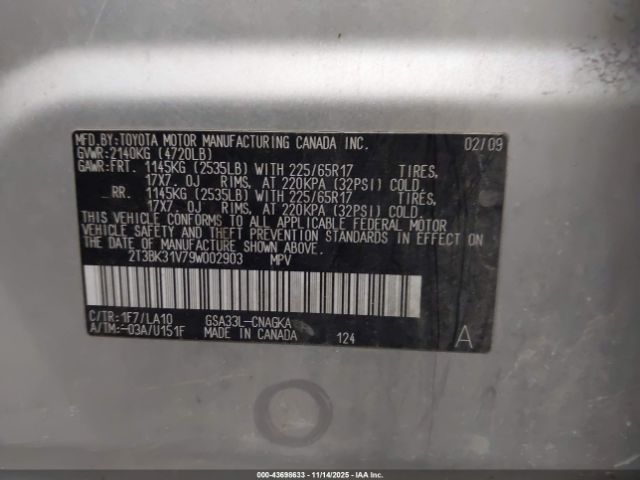 MFD.BY:TOYOTA MOTOR MANUFACTURING CANADA INC. 02/09
GVWR:2140KG (4720LB)
GAWR:FRT. 1145KG (2535LB) WITH 225/65R17 TIRES,
17X7. 0J RIMS, AT 220KPA (32PSI) COLD.
RR. 1145KG (2535LB) WITH 225/65R17 TIRES,
17X7. 0J RIMS, AT 220KPA (32PSI) COLD.
THIS VEHICLE CONFORMS TO ALL APPLICABLE FEDERAL MOTOR
VEHICLE SAFETY AND THEFT PREVENTION STANDARDS IN EFFECT ON
THE DATE OF MANUFACTURE SHOWN ABOVE.
2T3BK31V79W002903 MPV
C/TR:1F7/LA10 GSA33L-CNAGKA
A/TM:-03A/U151F MADE IN CANADA 124 A
000-43698633 - 11/14/2025 - IAAI.CA